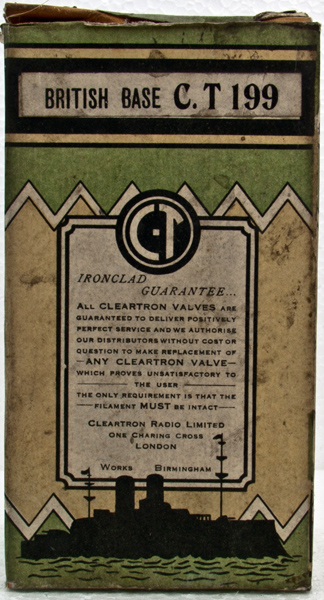 BRITISH BASE C.T 199
CT
IRONCLAD
GUARANTEE...
ALL CLEARTRON VALVES ARE
GUARANTEED TO DELIVER POSITIVELY
PERFECT SERVICE AND WE AUTHORISE
OUR DISTRIBUTORS WITHOUT COST OR
QUESTION TO MAKE REPLACEMENT OF
—ANY CLEARTRON VALVE—
WHICH PROVES UNSATISFACTORY TO
THE USER
THE ONLY REQUIREMENT IS THAT THE
FILAMENT MUST BE INTACT
CLEARTRON RADIO LIMITED
ONE CHARING CROSS
LONDON
WORKS BIRMINGHAM